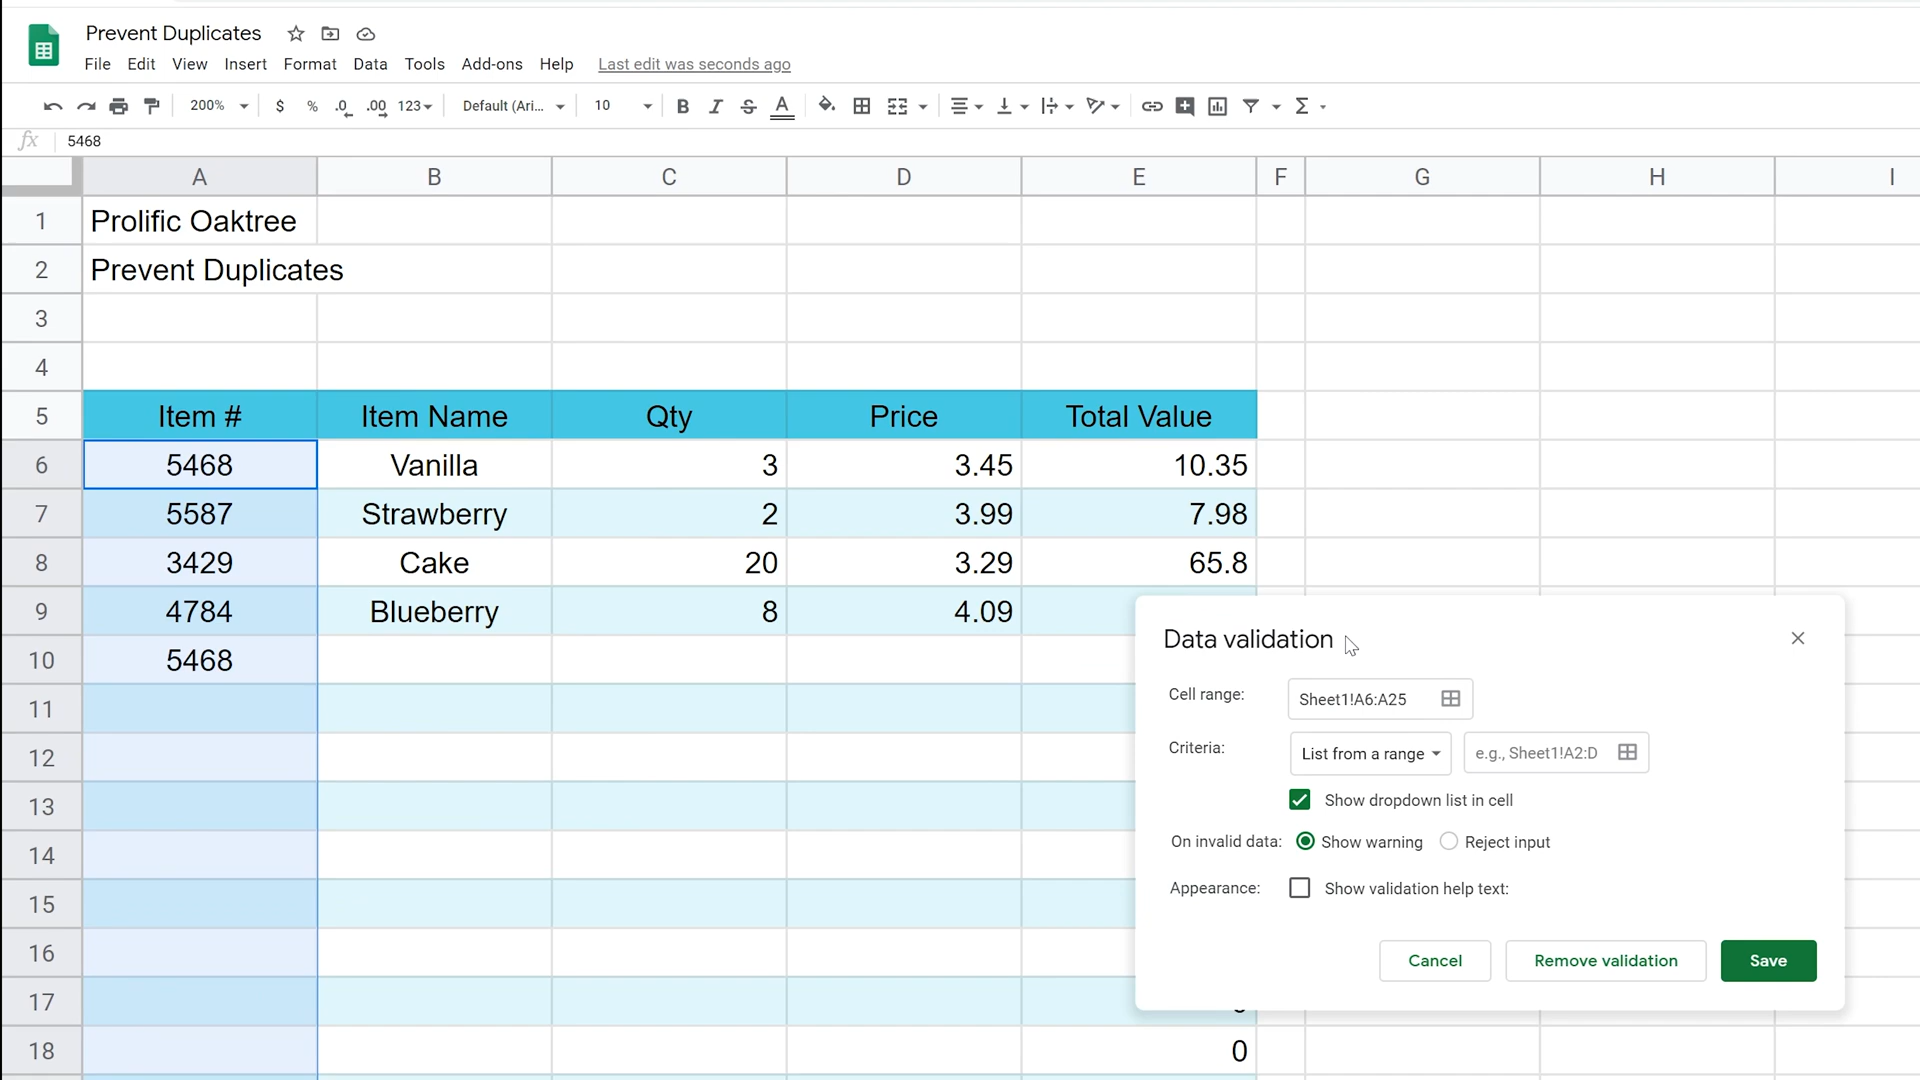 Prevent Duplicates
File Edit View Insert Format Data Tools Add-ons Help Last edit was seconds ago
200% $ % .0 .00 123 Default (Ari... 10 B I S A Σ
fx 5468
A B C D E F G H I
1 Prolific Oaktree
2 Prevent Duplicates
3
4
5 Item # Item Name Qty Price Total Value
6 5468 Vanilla 3 3.45 10.35
7 5587 Strawberry 2 3.99 7.98
8 3429 Cake 20 3.29 65.8
9 4784 Blueberry 8 4.09
10 5468
11
12
13
14
15
16
17
18 0
Data validation
Cell range: Sheet1!A6:A25
Criteria: List from a range e.g., Sheet1!A2:D
Show dropdown list in cell
On invalid data: Show warning Reject input
Appearance: Show validation help text:
Cancel Remove validation Save